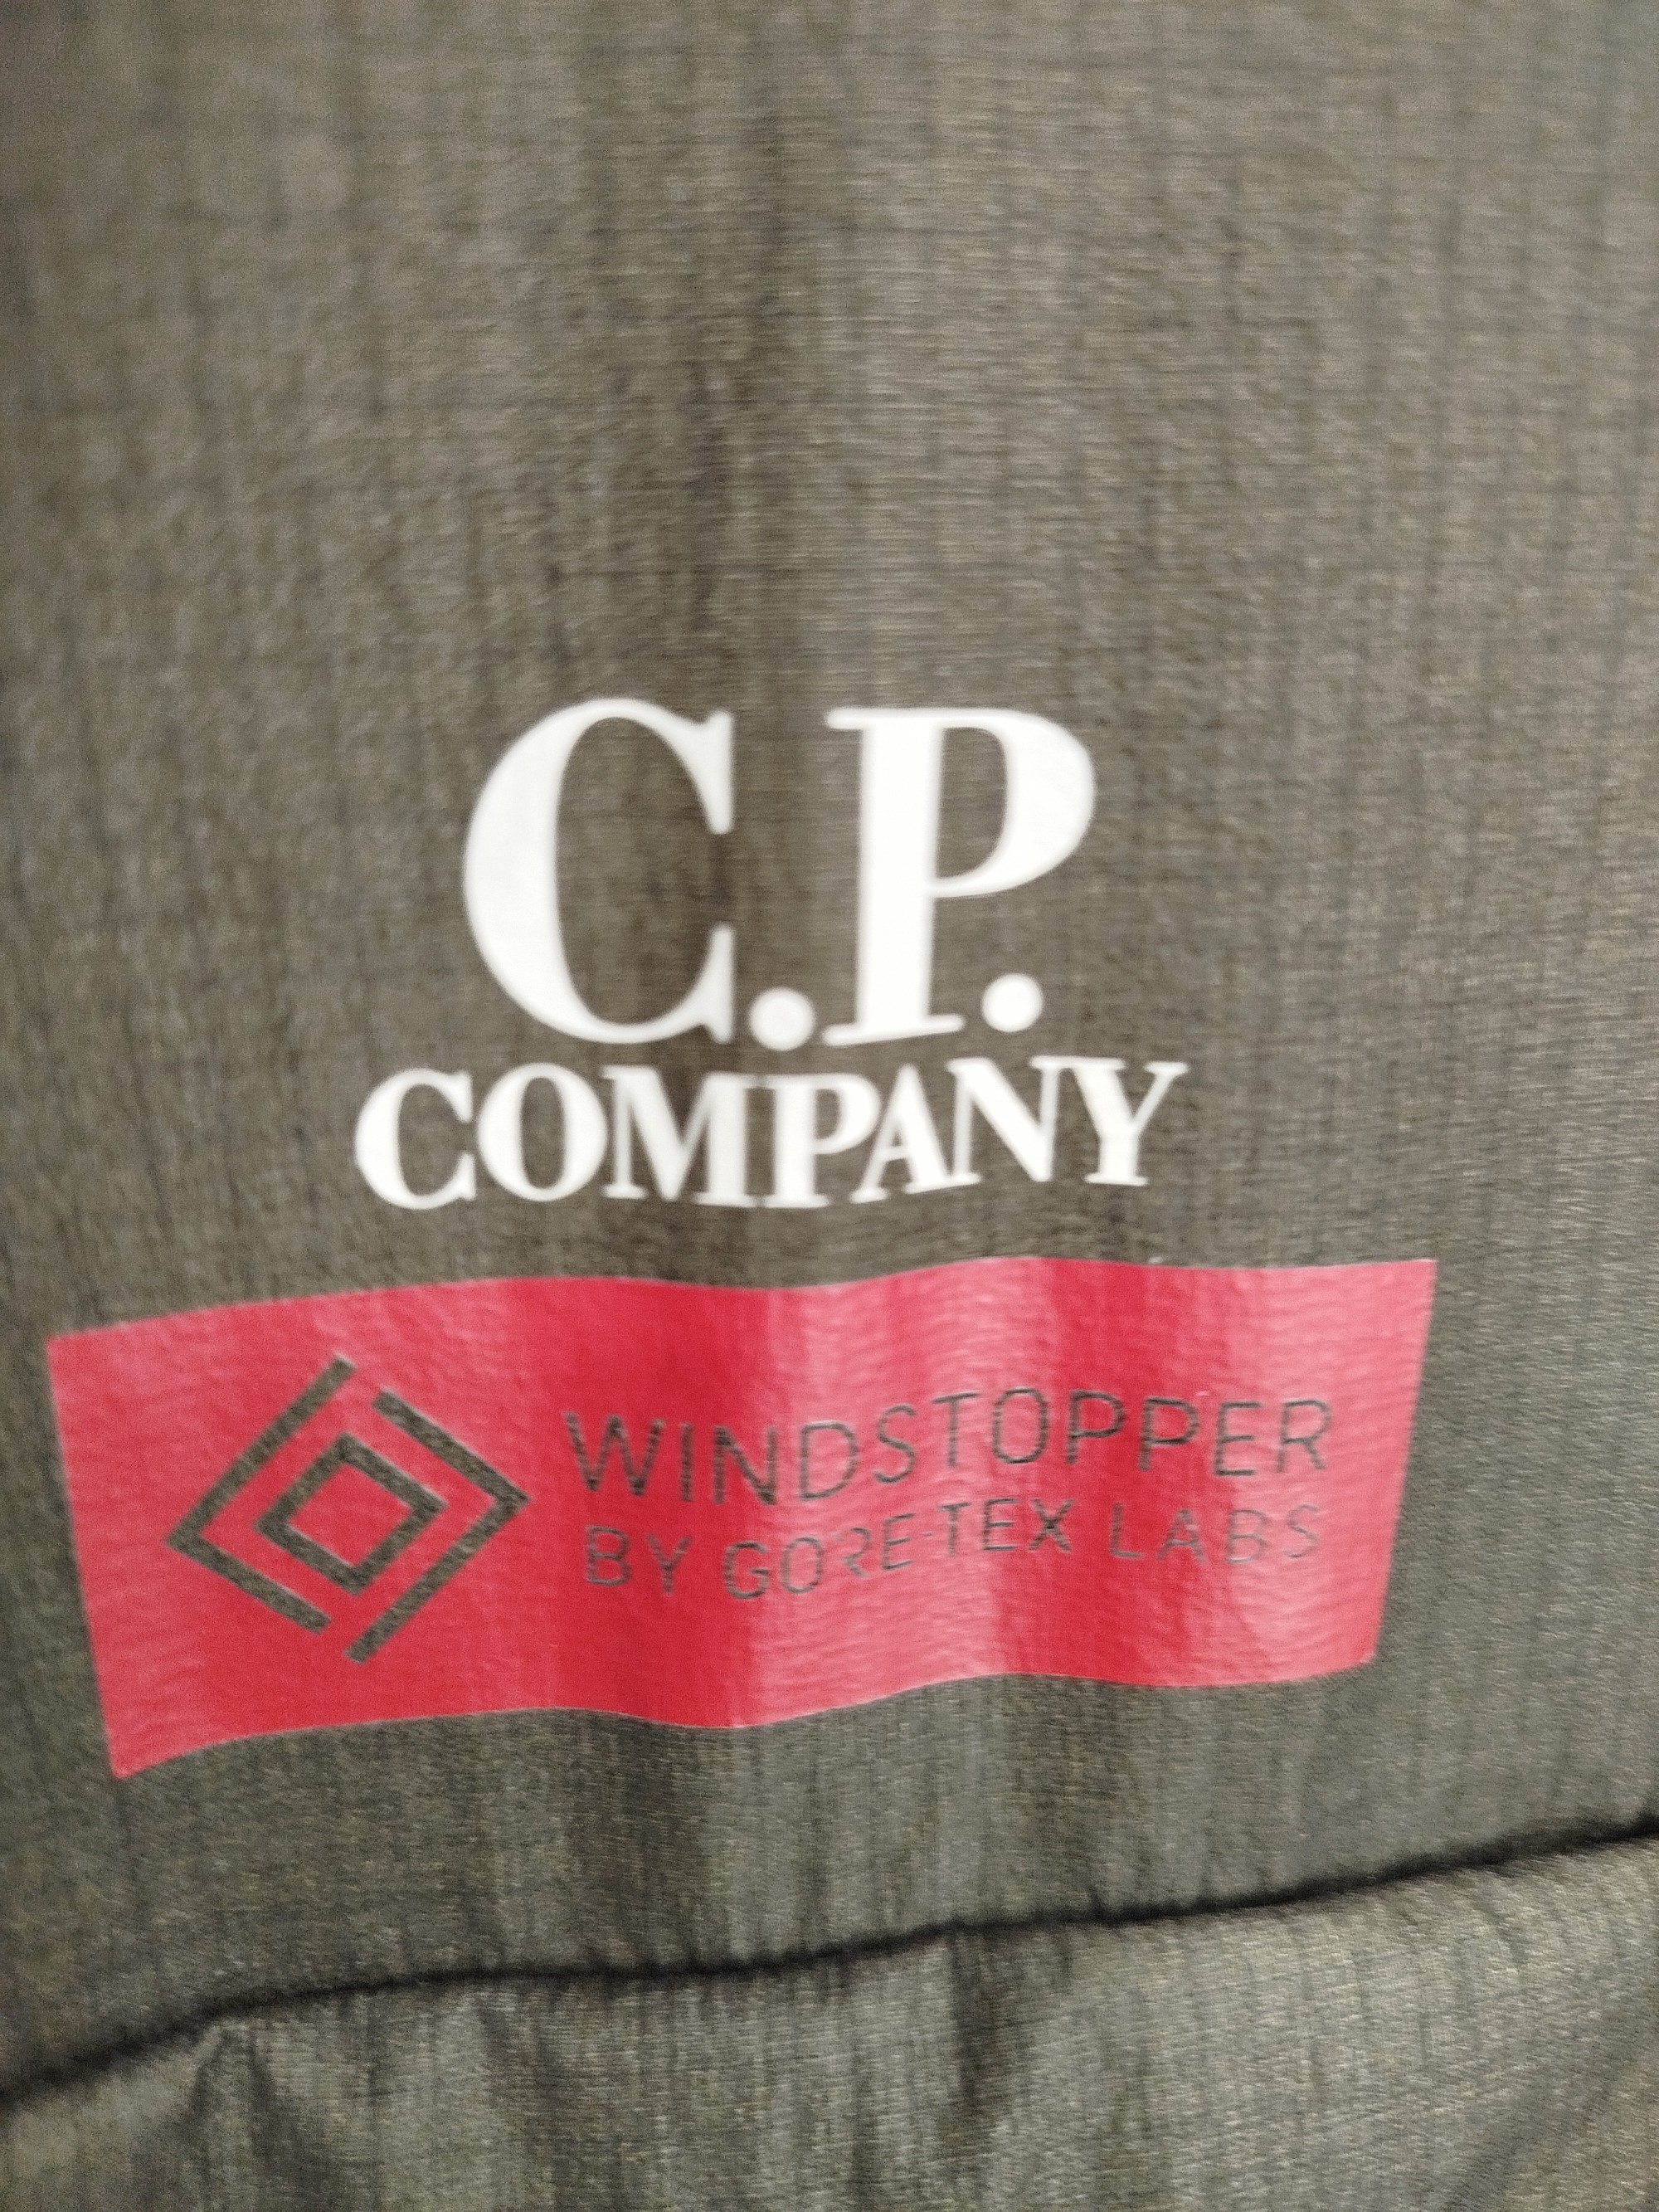 C.P.
COMPANY
WINDSTOPPER
BY GORE-TEX LABS